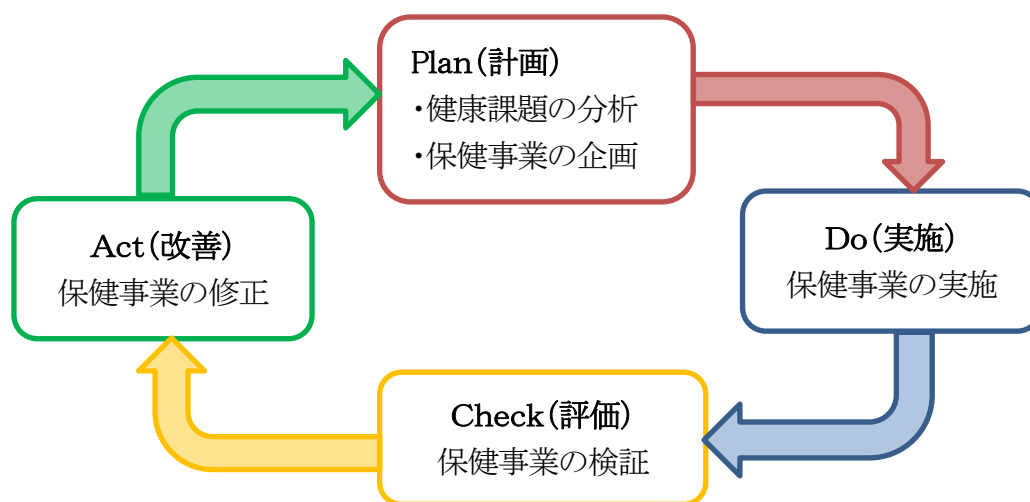 Plan(計画)
・健康課題の分析
・保健事業の企画
Do(実施)
保健事業の実施
Check(評価)
保健事業の検証
Act(改善)
保健事業の修正